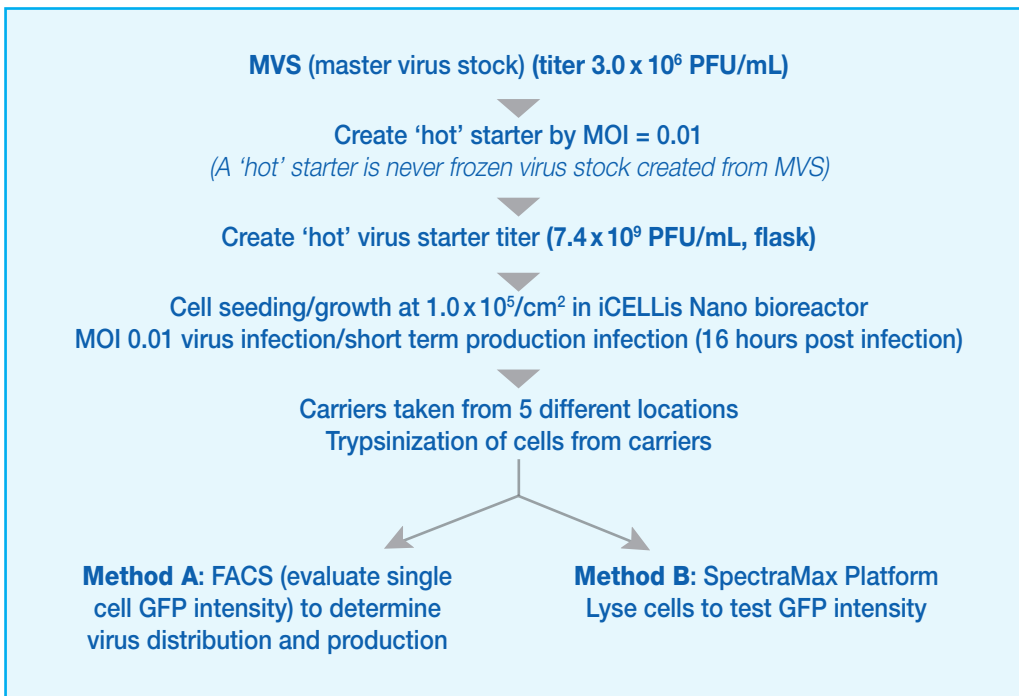 MVS (master virus stock) (titer 3.0 x 10⁶ PFU/mL)
Create ‘hot’ starter by MOI = 0.01
(A ‘hot’ starter is never frozen virus stock created from MVS)
Create ‘hot’ virus starter titer (7.4 x 10⁹ PFU/mL, flask)
Cell seeding/growth at 1.0 x 10⁵/cm² in iCELLis Nano bioreactor
MOI 0.01 virus infection/short term production infection (16 hours post infection)
Carriers taken from 5 different locations
Trypsinization of cells from carriers
Method A: FACS (evaluate single
cell GFP intensity) to determine
virus distribution and production
Method B: SpectraMax Platform
Lyse cells to test GFP intensity